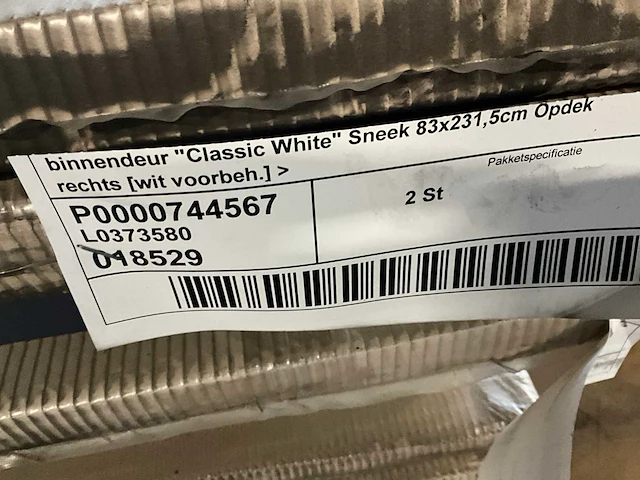 binnendeur "Classic White" Sneek 83x231,5cm Opdek
rechts [wit voorbeh.] >
Pakketspecificatie
P0000744567
2 St
L0373580
018529